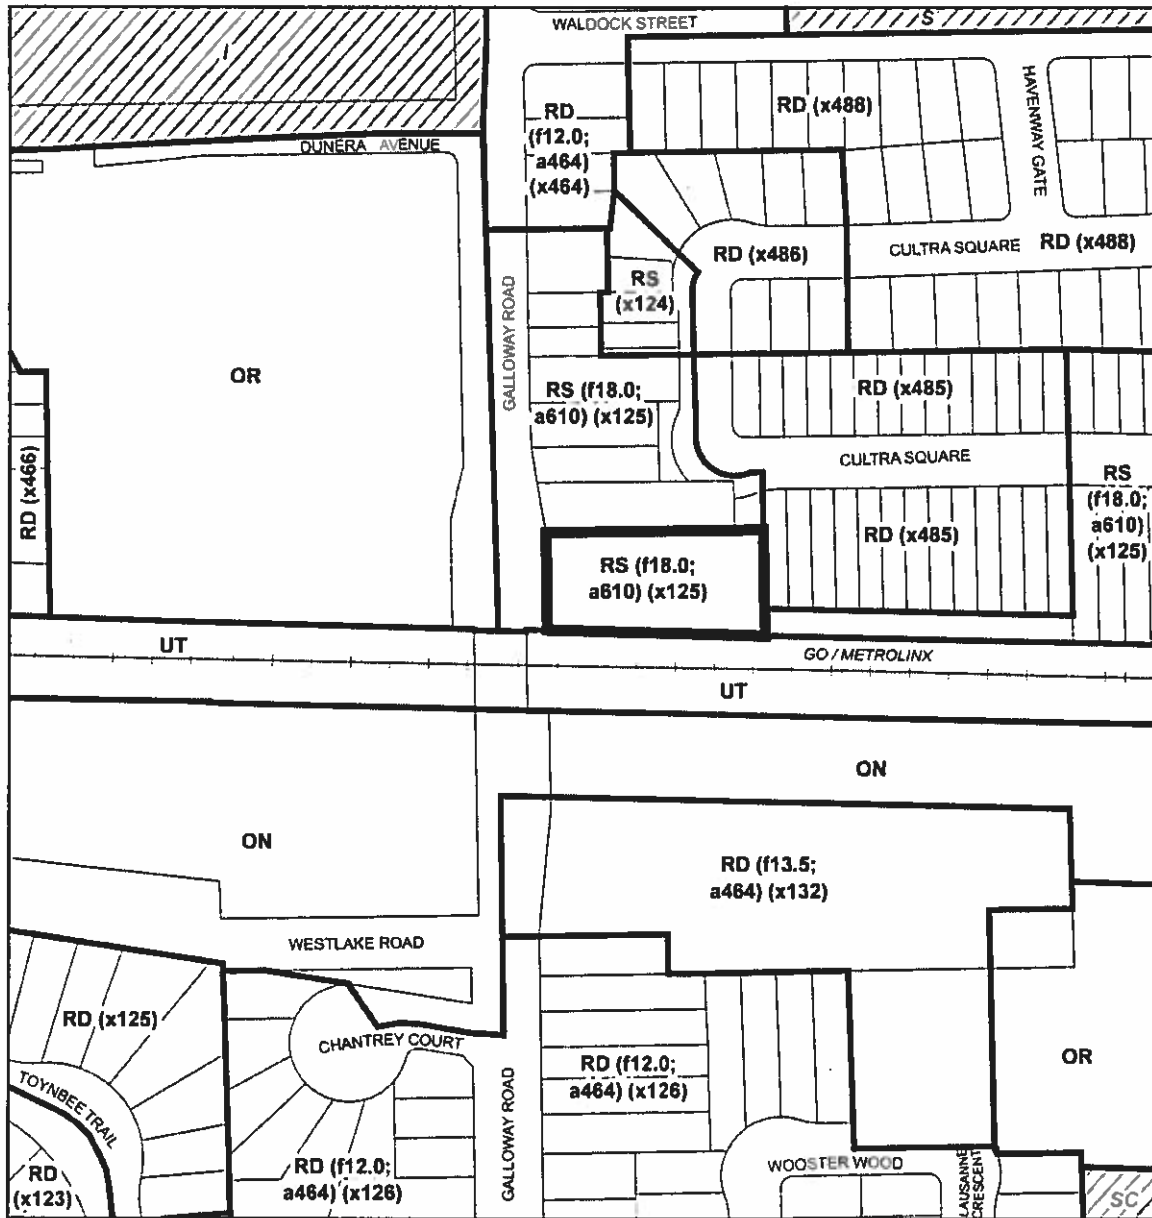 WALDOCK STREET
S
I
RD (x488)
HAVENWAY GATE
RD
(f12.0;
a464)
(x464)
DUNERA AVENUE
RD (x486)
CULTRA SQUARE
RD (x488)
RS
(x124)
GALLOWAY ROAD
OR
RS (f18.0;
a610) (x125)
RD (x485)
CULTRA SQUARE
RD (x466)
RS
(f18.0;
a610)
(x125)
RD (x485)
RS (f18.0;
a610) (x125)
UT
GO / METROLINX
UT
ON
ON
RD (f13.5;
a464) (x132)
WESTLAKE ROAD
RD (x125)
CHANTREY COURT
OR
RD (f12.0;
a464) (x126)
TOYNBEE TRAIL
GALLOWAY ROAD
RD (f12.0;
a464) (x126)
WOOSTER WOOD
LAUSANNE
CRESCENT
RD
(x123)
SC